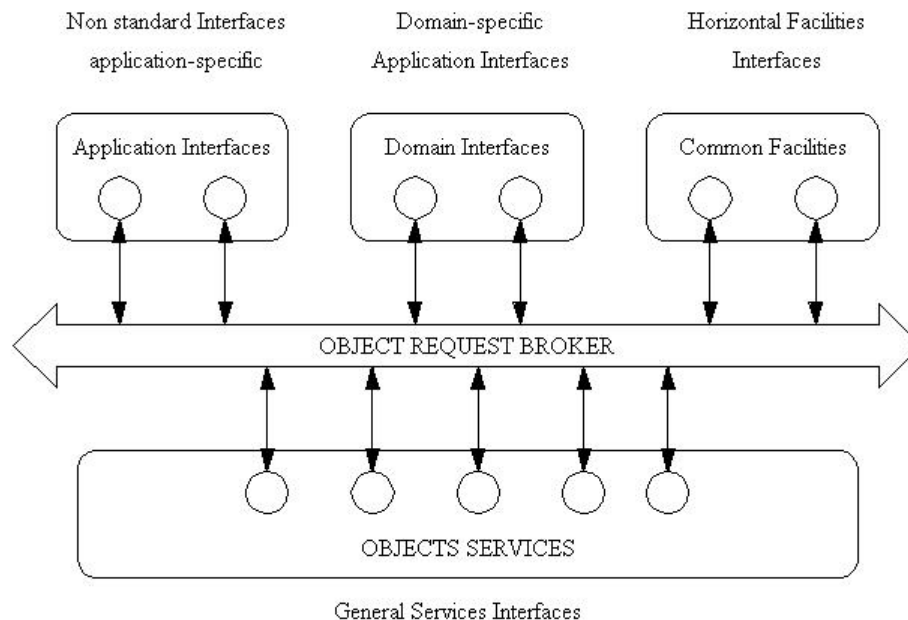 Non standard Interfaces
application-specific
Domain-specific
Application Interfaces
Horizontal Facilities
Interfaces
Application Interfaces
Domain Interfaces
Common Facilities
OBJECT REQUEST BROKER
OBJECTS SERVICES
General Services Interfaces